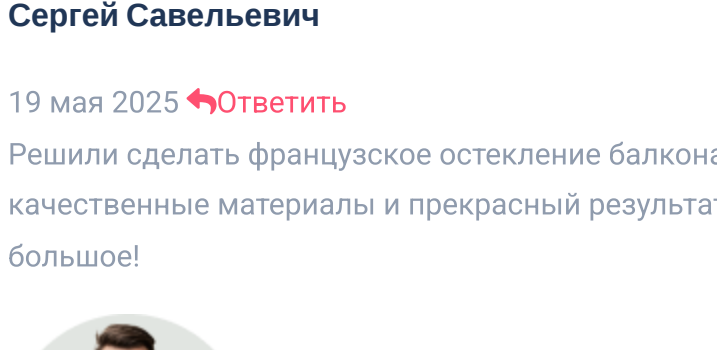 Сергей Савельевич
19 мая 2025 Ответить
Решили сделать французское остекление балкона
качественные материалы и прекрасный результат
большое!